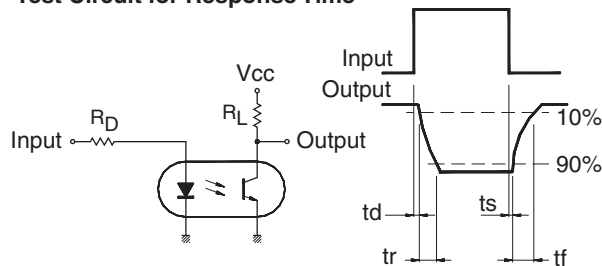 Test Circuit for Response Time
Input
RD
Vcc
RL
Output
Input
Output
10%
90%
td
ts
tr
tf